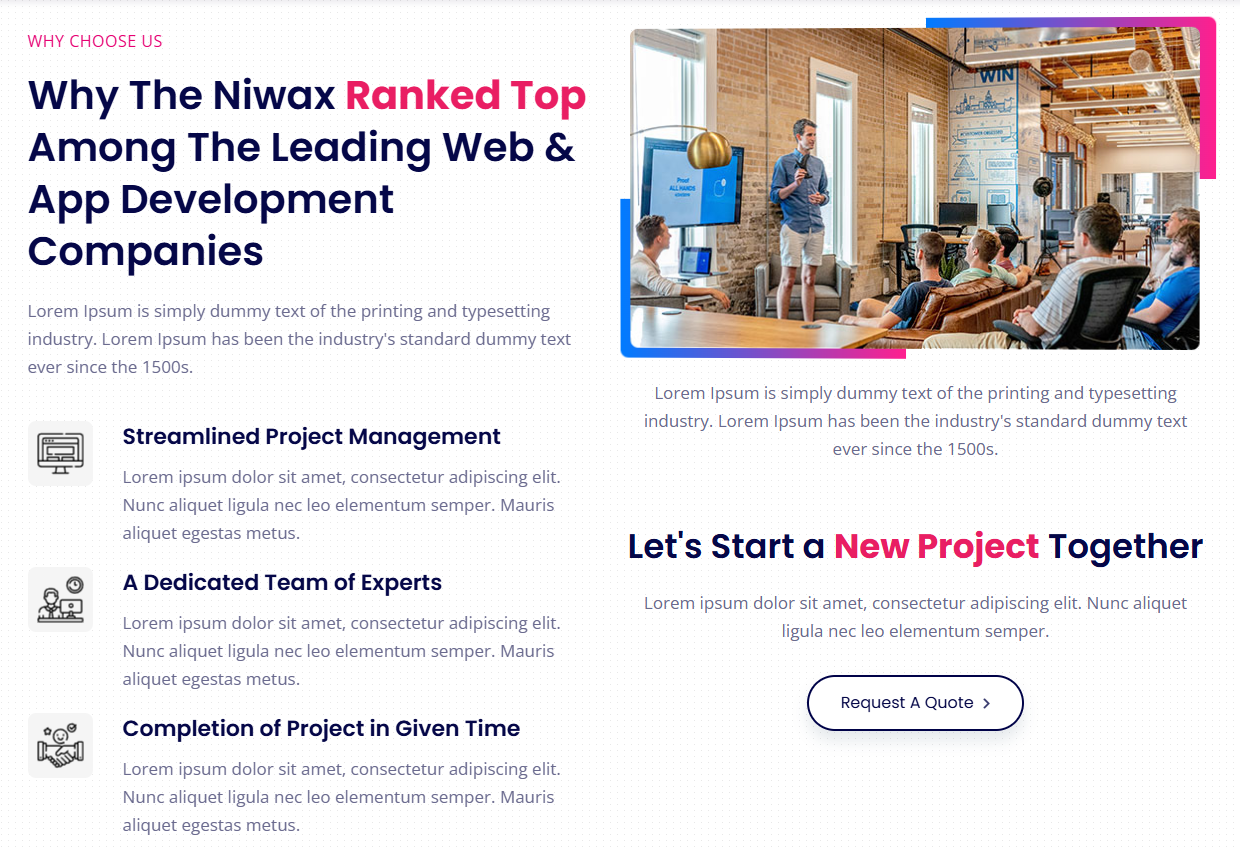 WHY CHOOSE US
Why The Niwax Ranked Top
Among The Leading Web &
App Development
Companies
Lorem Ipsum is simply dummy text of the printing and typesetting
industry. Lorem Ipsum has been the industry's standard dummy text
ever since the 1500s.
Streamlined Project Management
Lorem ipsum dolor sit amet, consectetur adipiscing elit.
Nunc aliquet ligula nec leo elementum semper. Mauris
aliquet egestas metus.
A Dedicated Team of Experts
Lorem ipsum dolor sit amet, consectetur adipiscing elit.
Nunc aliquet ligula nec leo elementum semper. Mauris
aliquet egestas metus.
Completion of Project in Given Time
Lorem ipsum dolor sit amet, consectetur adipiscing elit.
Nunc aliquet ligula nec leo elementum semper. Mauris
aliquet egestas metus.
WIN
Proof
ALL HANDS
Lorem Ipsum is simply dummy text of the printing and typesetting
industry. Lorem Ipsum has been the industry's standard dummy text
ever since the 1500s.
Let's Start a New Project Together
Lorem ipsum dolor sit amet, consectetur adipiscing elit. Nunc aliquet
ligula nec leo elementum semper.
Request A Quote